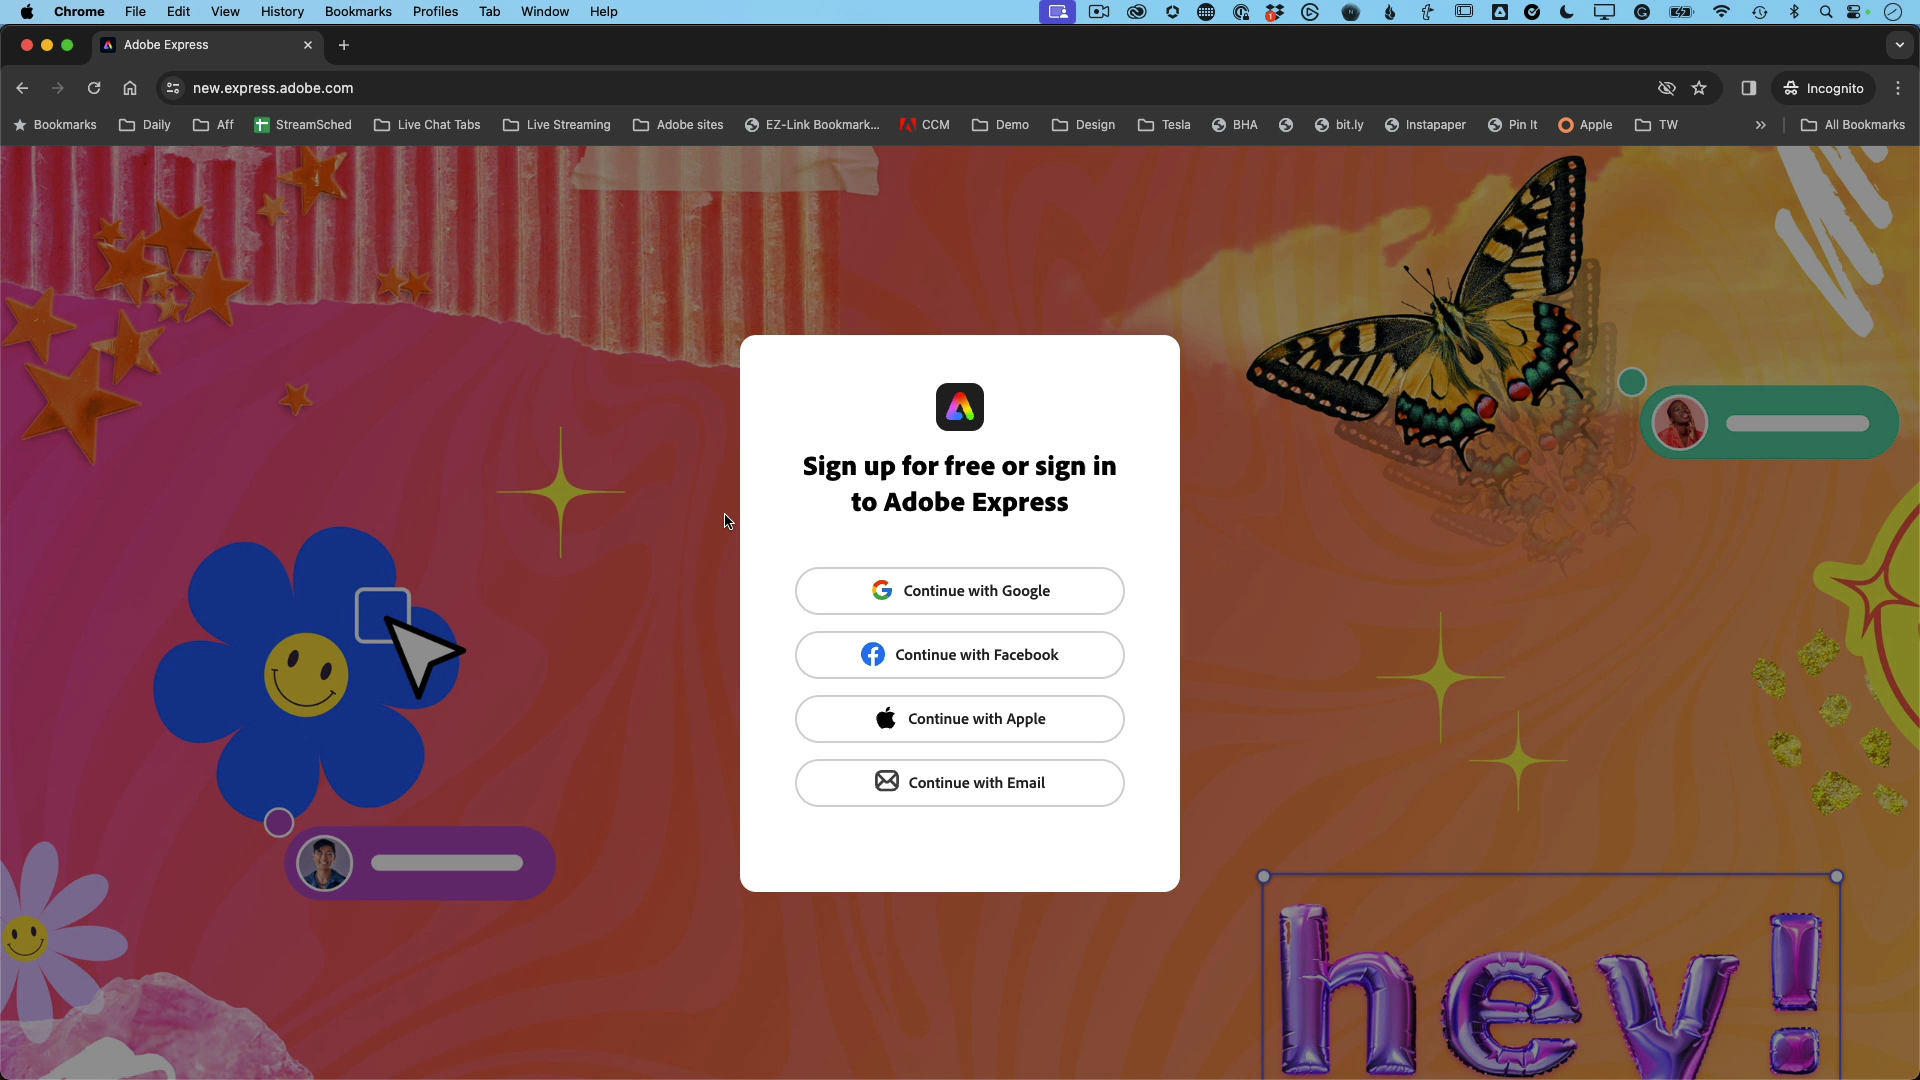 Chrome File Edit View History Bookmarks Profiles Tab Window Help
Adobe Express
new.express.adobe.com
Incognito
Bookmarks Daily Aff StreamSched Live Chat Tabs Live Streaming Adobe sites EZ-Link Bookmark... CCM Demo Design Tesla BHA bit.ly Instapaper Pin It Apple TW » All Bookmarks
Sign up for free or sign in
to Adobe Express
Continue with Google
Continue with Facebook
Continue with Apple
Continue with Email
hey!